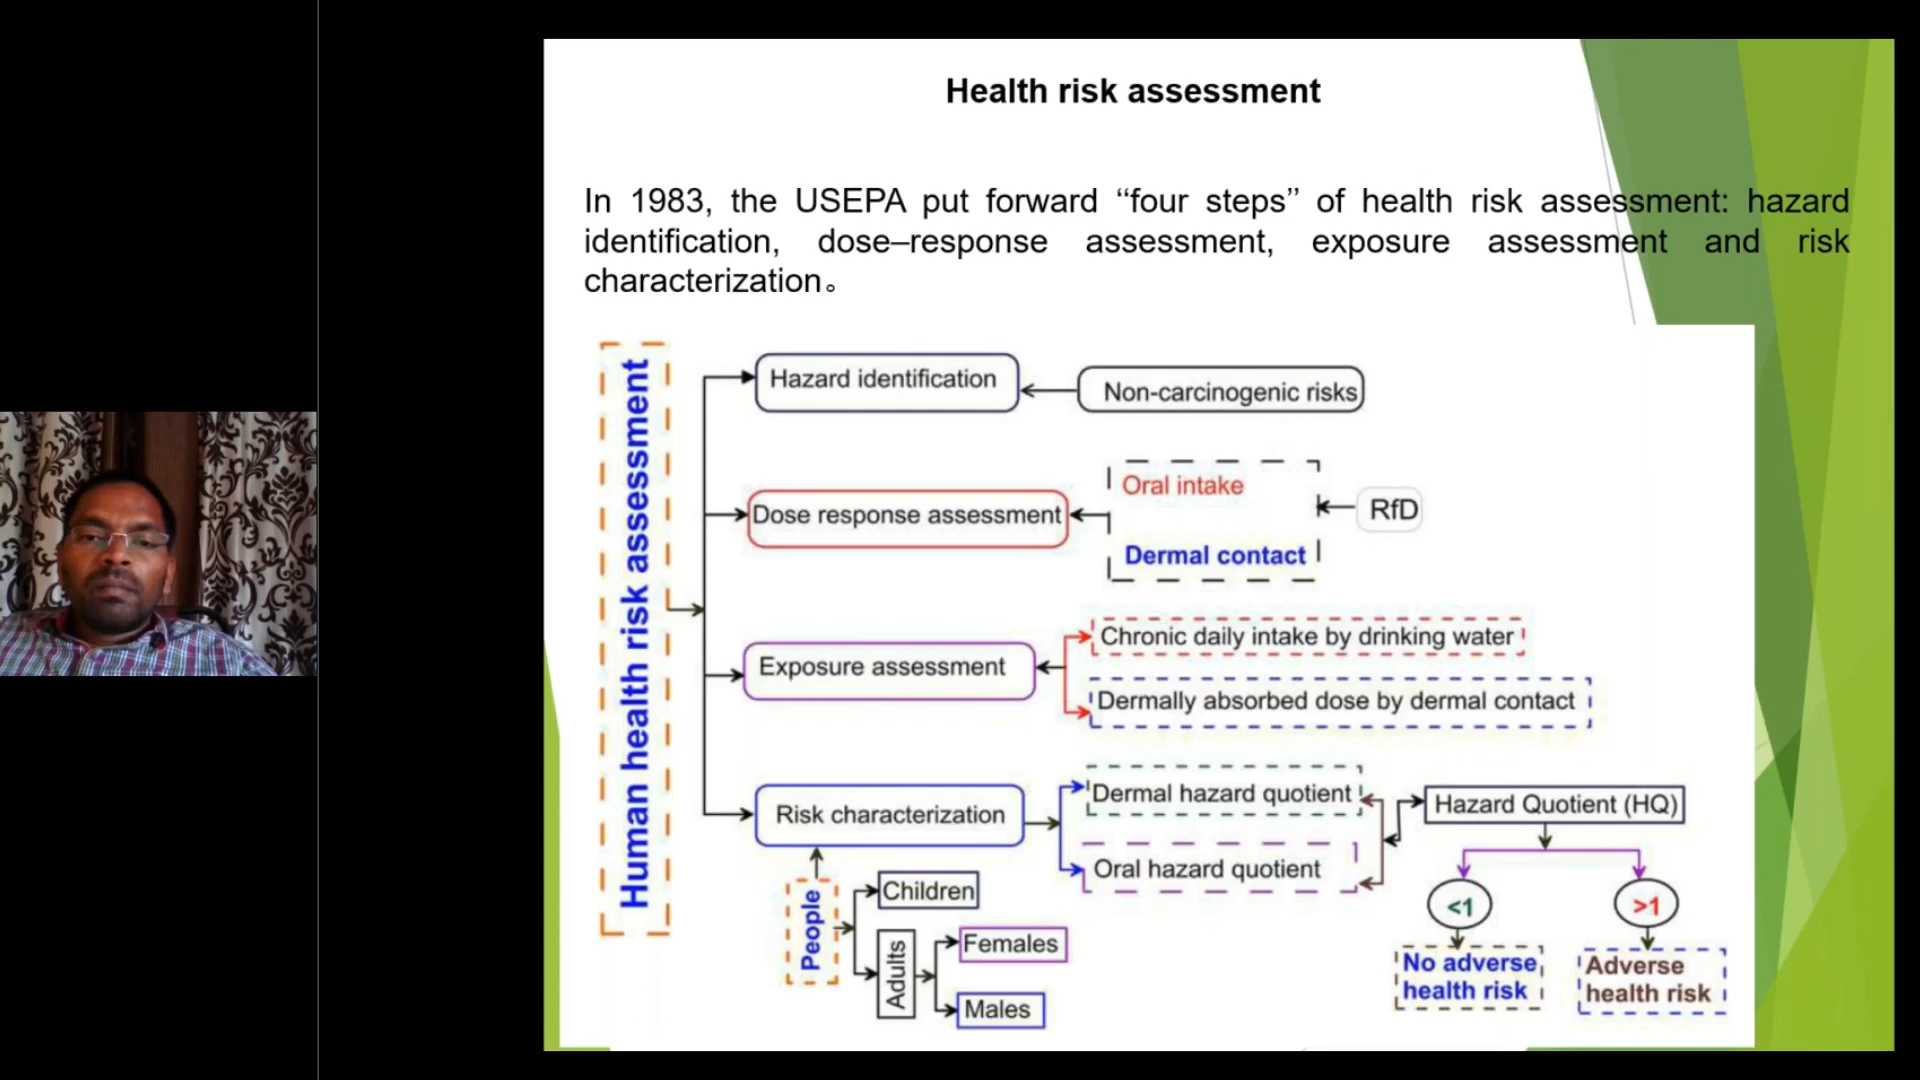 Health risk assessment
In 1983, the USEPA put forward ‘‘four steps’’ of health risk assessment: hazard
identification, dose–response assessment, exposure assessment and risk
characterization。
Human health risk assessment
Hazard identification
Non-carcinogenic risks
Dose response assessment
Oral intake
Dermal contact
RfD
Exposure assessment
Chronic daily intake by drinking water
Dermally absorbed dose by dermal contact
Risk characterization
Dermal hazard quotient
Oral hazard quotient
Hazard Quotient (HQ)
<1
>1
No adverse
health risk
Adverse
health risk
People
Children
Adults
Females
Males